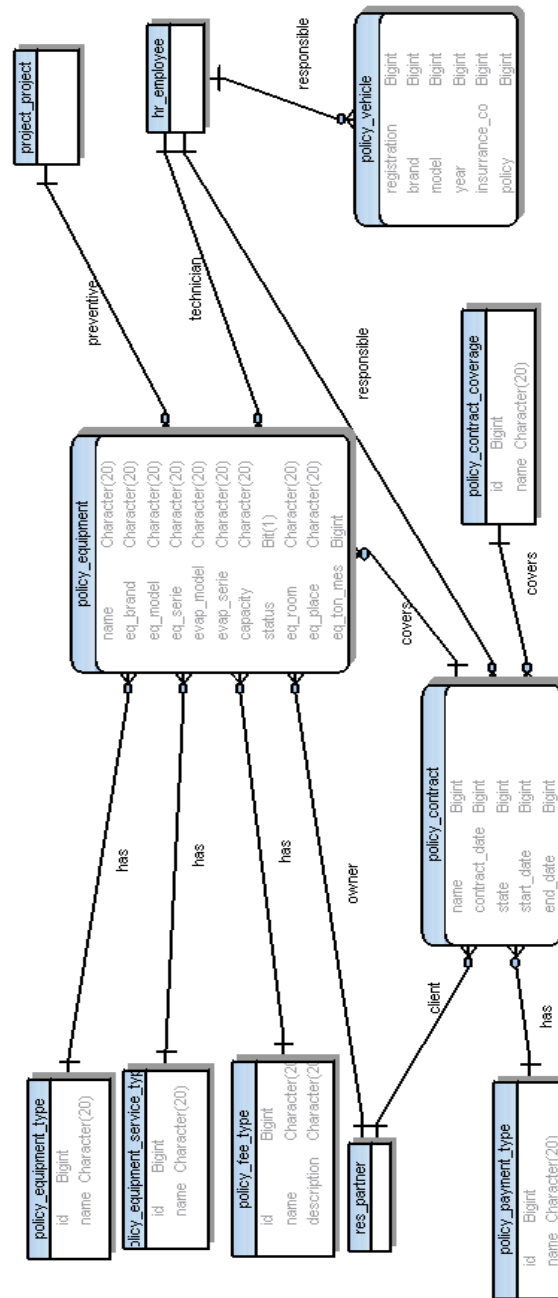 policy_equipment_type
id Bigint
name Character(20)
policy_equipment_service_typ
id Bigint
name Character(20)
policy_fee_type
id Bigint
name Character(20
description Character(20
res_partner
policy_payment_type
id Bigint
name Character(20)
has
has
has
owner
client
has
policy_equipment
name Character(20)
eq_brand Character(20)
eq_model Character(20)
eq_serie Character(20)
evap_model Character(20)
evap_serie Character(20)
capacity Character(20)
status Bit(1)
eq_room Character(20)
eq_place Character(20)
eq_ton_mes Bigint
covers
policy_contract
name Bigint
contract_date Bigint
state Bigint
start_date Bigint
end_date Bigint
preventive
technician
responsible
covers
policy_contract_coverage
id Bigint
name Character(20)
project_project
hr_employee
responsible
policy_vehicle
registration Bigint
brand Bigint
model Bigint
year Bigint
insurrance_co Bigint
policy Bigint